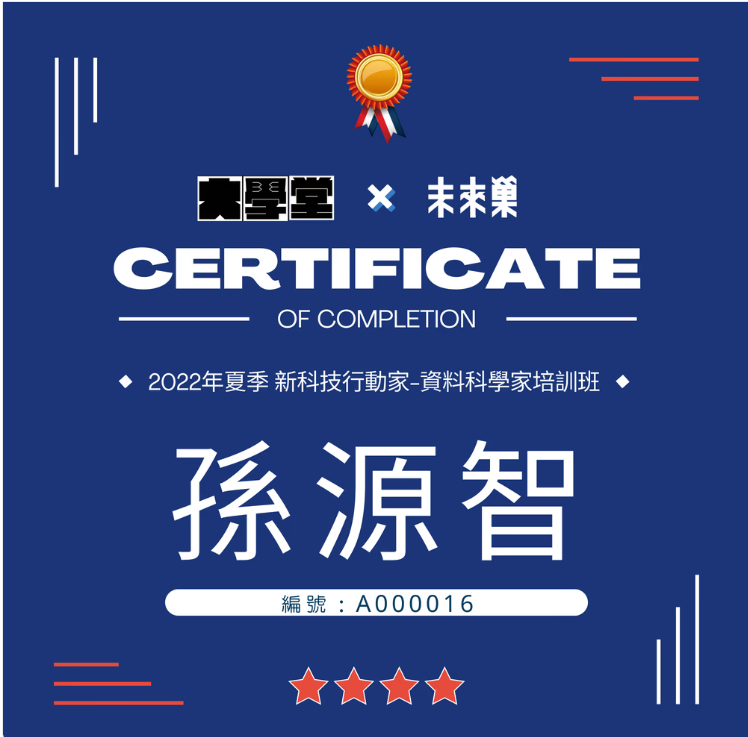 大學堂 × 未來巢
CERTIFICATE
OF COMPLETION
2022年夏季 新科技行動家-資料科學家培訓班
孫源智
編號：A000016